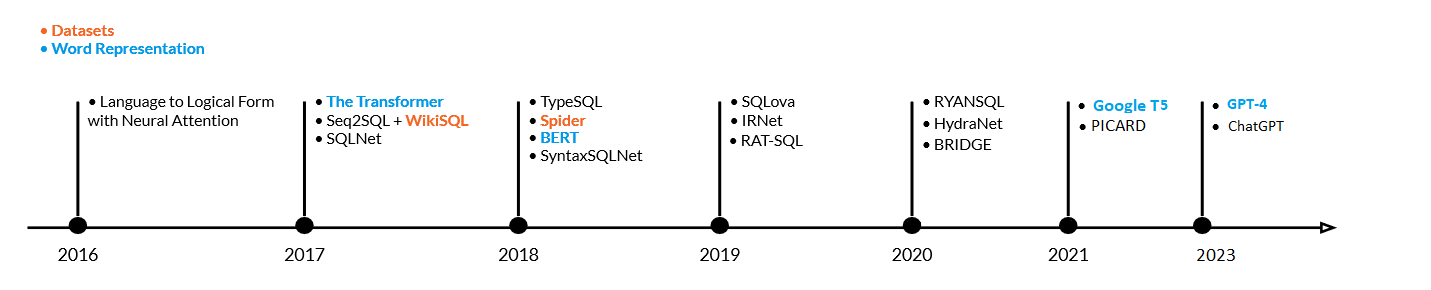 • Datasets
• Word Representation
• Language to Logical Form
with Neural Attention
• The Transformer
• Seq2SQL + WikiSQL
• SQLNet
• TypeSQL
• Spider
• BERT
• SyntaxSQLNet
• SQLova
• IRNet
• RAT-SQL
• RYANSQL
• HydraNet
• BRIDGE
• Google T5
• PICARD
• GPT-4
• ChatGPT
2016
2017
2018
2019
2020
2021
2023